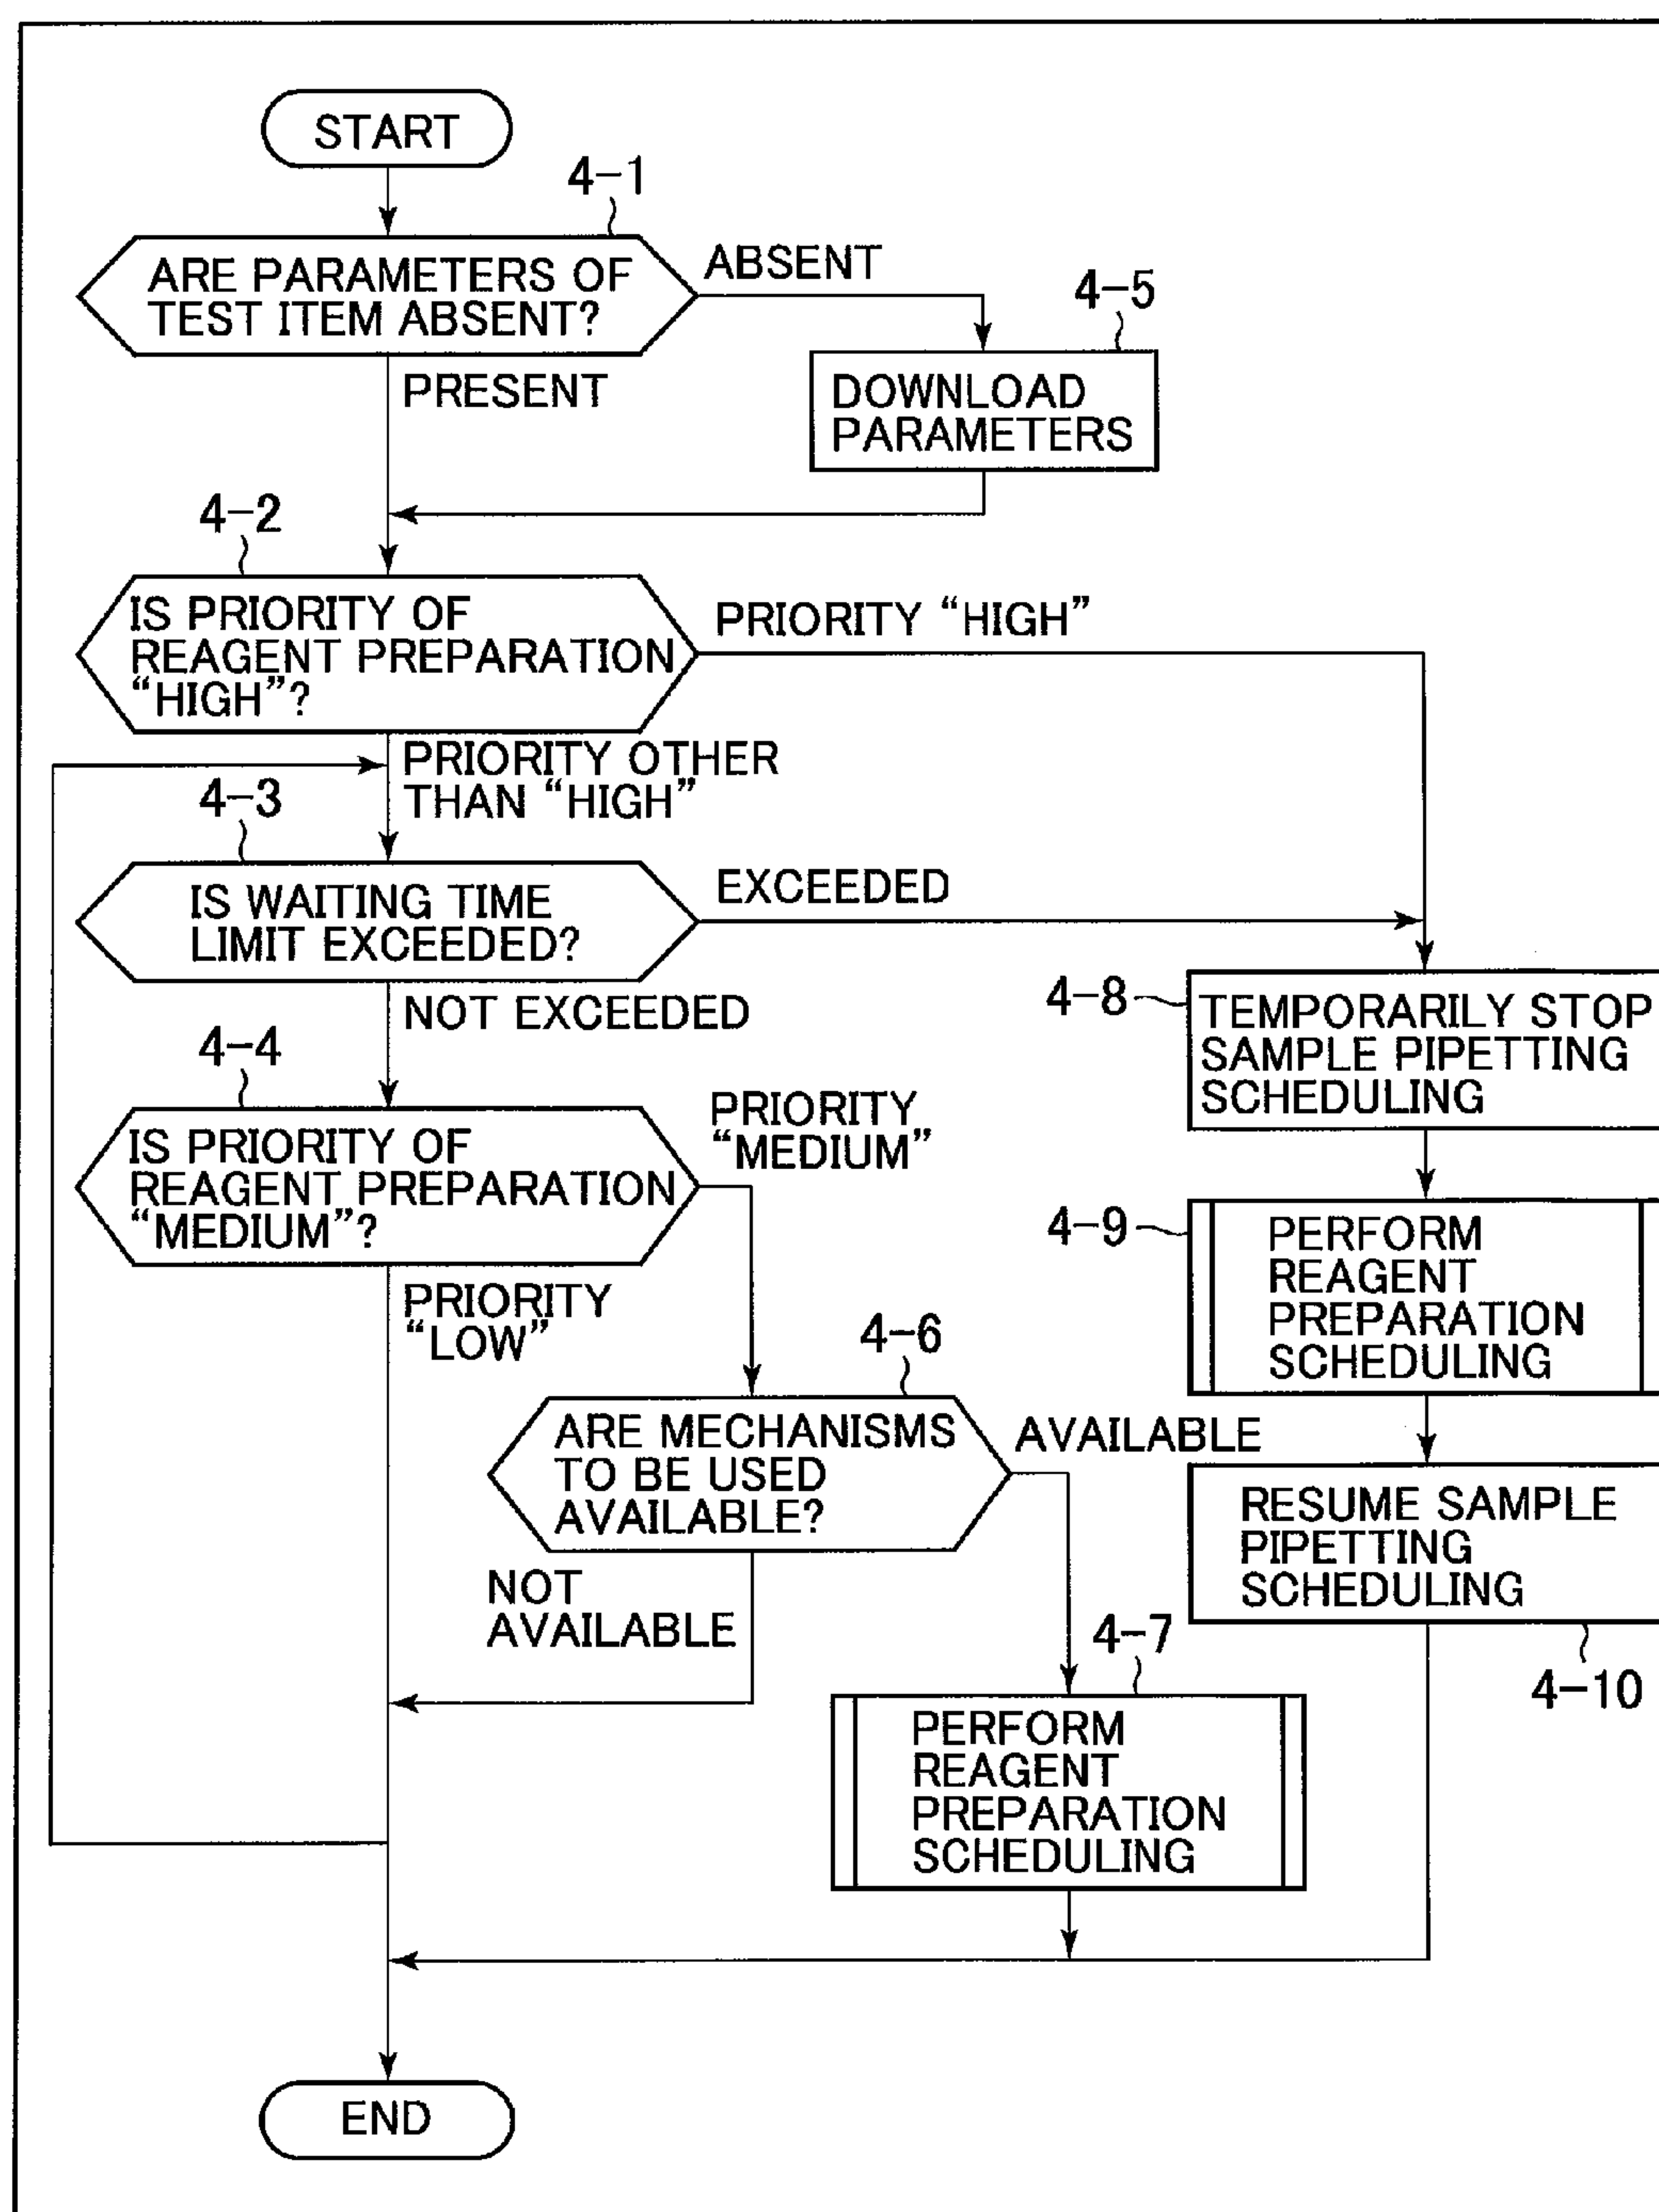 START
4-1
ARE PARAMETERS OF
TEST ITEM ABSENT?
ABSENT
4-5
PRESENT
DOWNLOAD
PARAMETERS
4-2
IS PRIORITY OF
REAGENT PREPARATION
“HIGH”?
PRIORITY “HIGH”
PRIORITY OTHER
THAN “HIGH”
4-3
IS WAITING TIME
LIMIT EXCEEDED?
EXCEEDED
NOT EXCEEDED
4-8
TEMPORARILY STOP
SAMPLE PIPETTING
SCHEDULING
4-4
IS PRIORITY OF
REAGENT PREPARATION
“MEDIUM”?
PRIORITY
“MEDIUM”
4-9
PERFORM
REAGENT
PREPARATION
SCHEDULING
PRIORITY
“LOW”
4-6
ARE MECHANISMS
TO BE USED
AVAILABLE?
AVAILABLE
RESUME SAMPLE
PIPETTING
SCHEDULING
NOT
AVAILABLE
4-7
4-10
PERFORM
REAGENT
PREPARATION
SCHEDULING
END